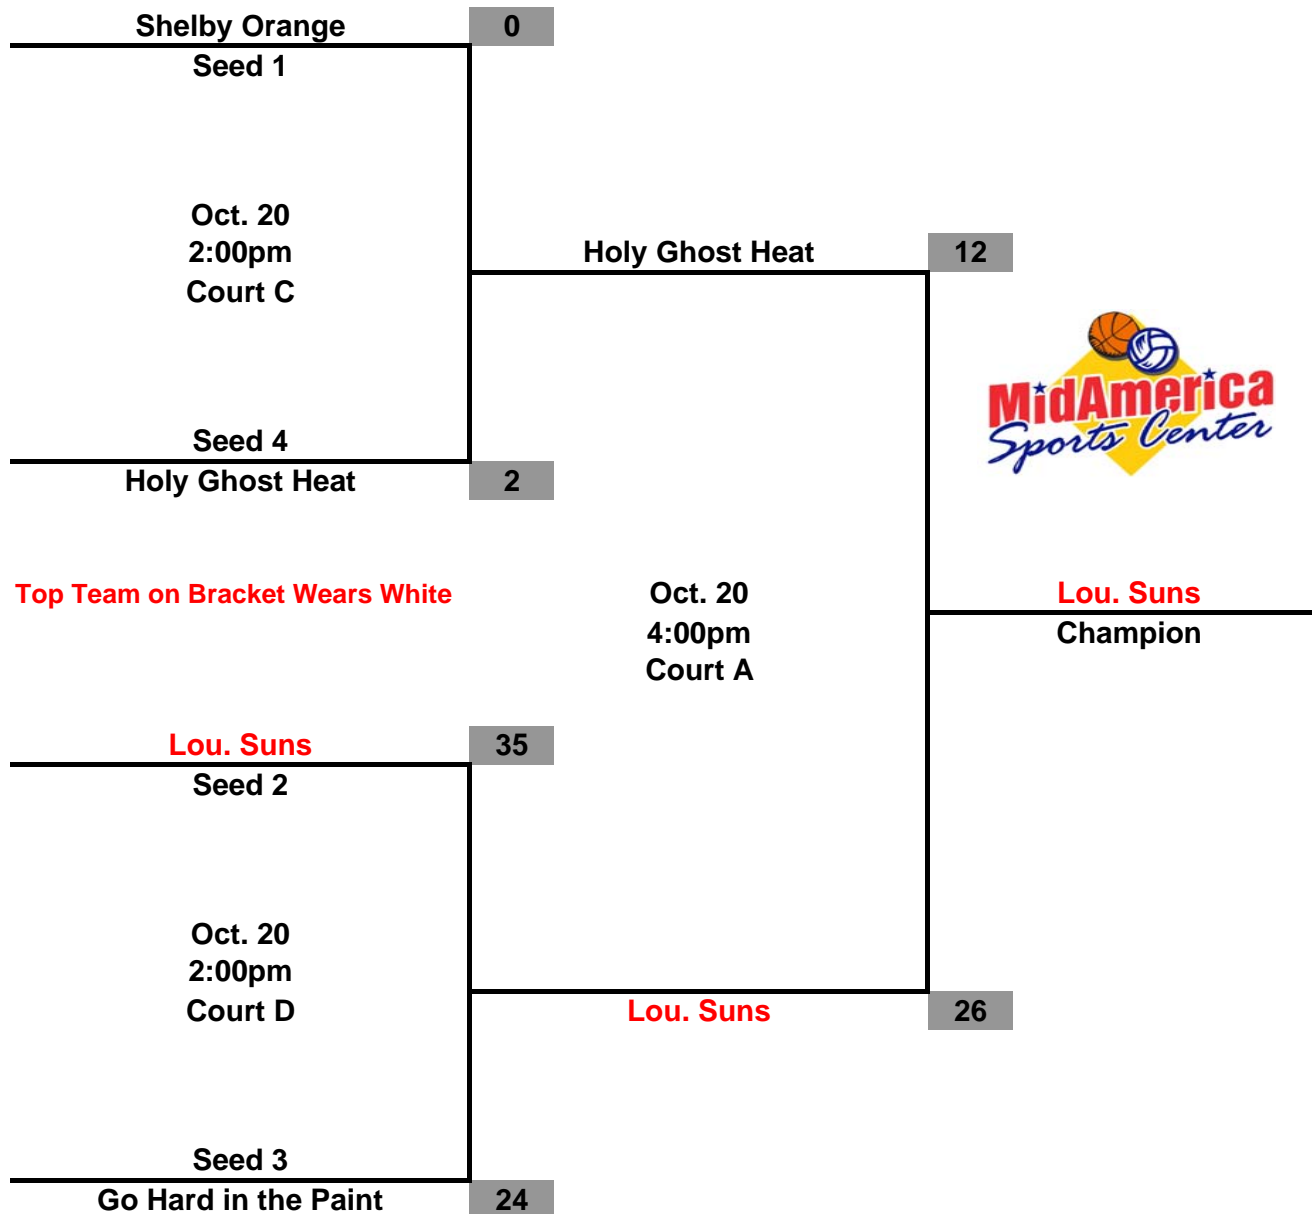 Shelby Orange 0
Seed 1
Oct. 20
2:00pm
Court C
Seed 4
Holy Ghost Heat 2
Holy Ghost Heat 12
MidAmerica
Sports Center
Top Team on Bracket Wears White
Oct. 20
4:00pm
Court A
Lou. Suns
Champion
Lou. Suns 35
Seed 2
Oct. 20
2:00pm
Court D
Lou. Suns 26
Seed 3
Go Hard in the Paint 24